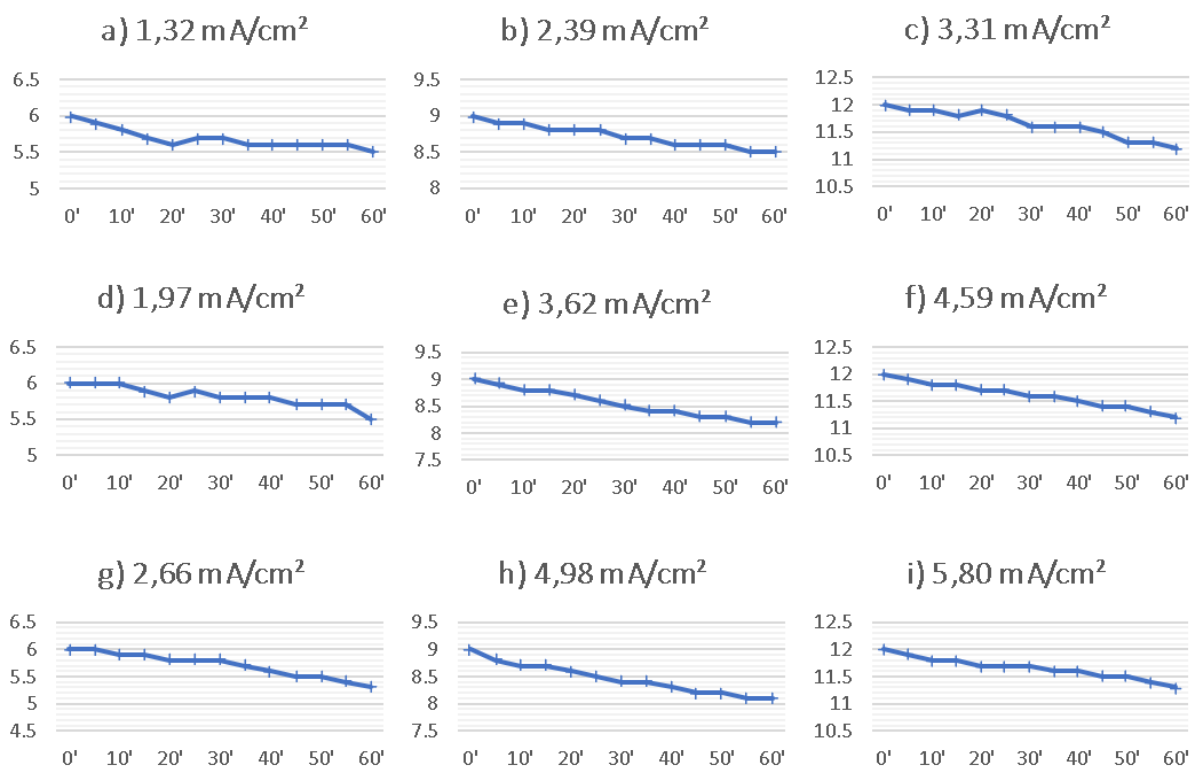 a) 1,32 mA/cm²
6.5
6
5.5
5
0' 10' 20' 30' 40' 50' 60'
b) 2,39 mA/cm²
9.5
9
8.5
8
0' 10' 20' 30' 40' 50' 60'
c) 3,31 mA/cm²
12.5
12
11.5
11
10.5
0' 10' 20' 30' 40' 50' 60'
d) 1,97 mA/cm²
6.5
6
5.5
5
0' 10' 20' 30' 40' 50' 60'
e) 3,62 mA/cm²
9.5
9
8.5
8
7.5
0' 10' 20' 30' 40' 50' 60'
f) 4,59 mA/cm²
12.5
12
11.5
11
10.5
0' 10' 20' 30' 40' 50' 60'
g) 2,66 mA/cm²
6.5
6
5.5
5
4.5
0' 10' 20' 30' 40' 50' 60'
h) 4,98 mA/cm²
9.5
9
8.5
8
7.5
0' 10' 20' 30' 40' 50' 60'
i) 5,80 mA/cm²
12.5
12
11.5
11
10.5
0' 10' 20' 30' 40' 50' 60'